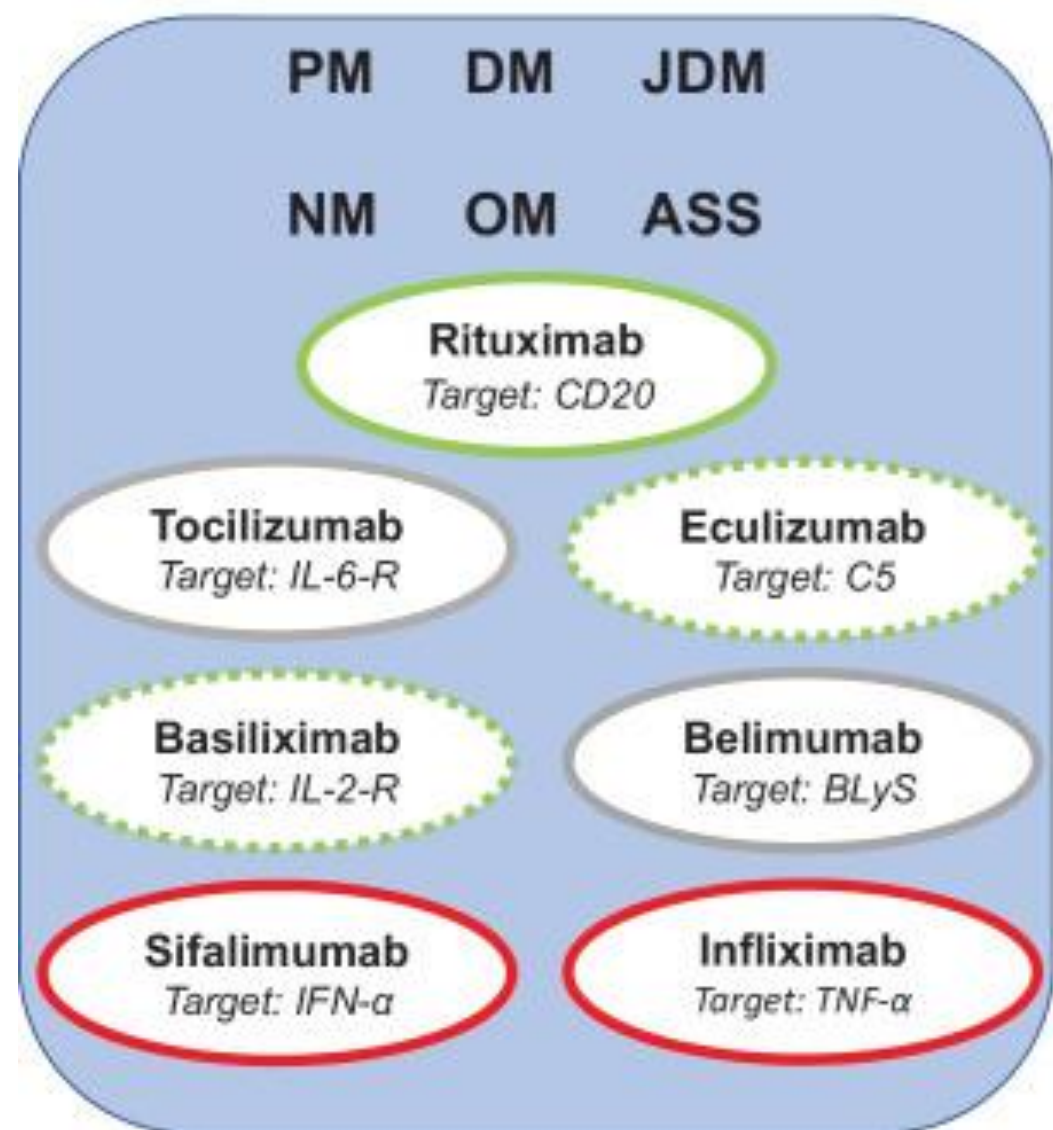 PM DM JDM
NM OM ASS
Rituximab
Target: CD20
Tocilizumab
Target: IL-6-R
Eculizumab
Target: C5
Basiliximab
Target: IL-2-R
Belimumab
Target: BLyS
Sifalimumab
Target: IFN-α
Infliximab
Target: TNF-α